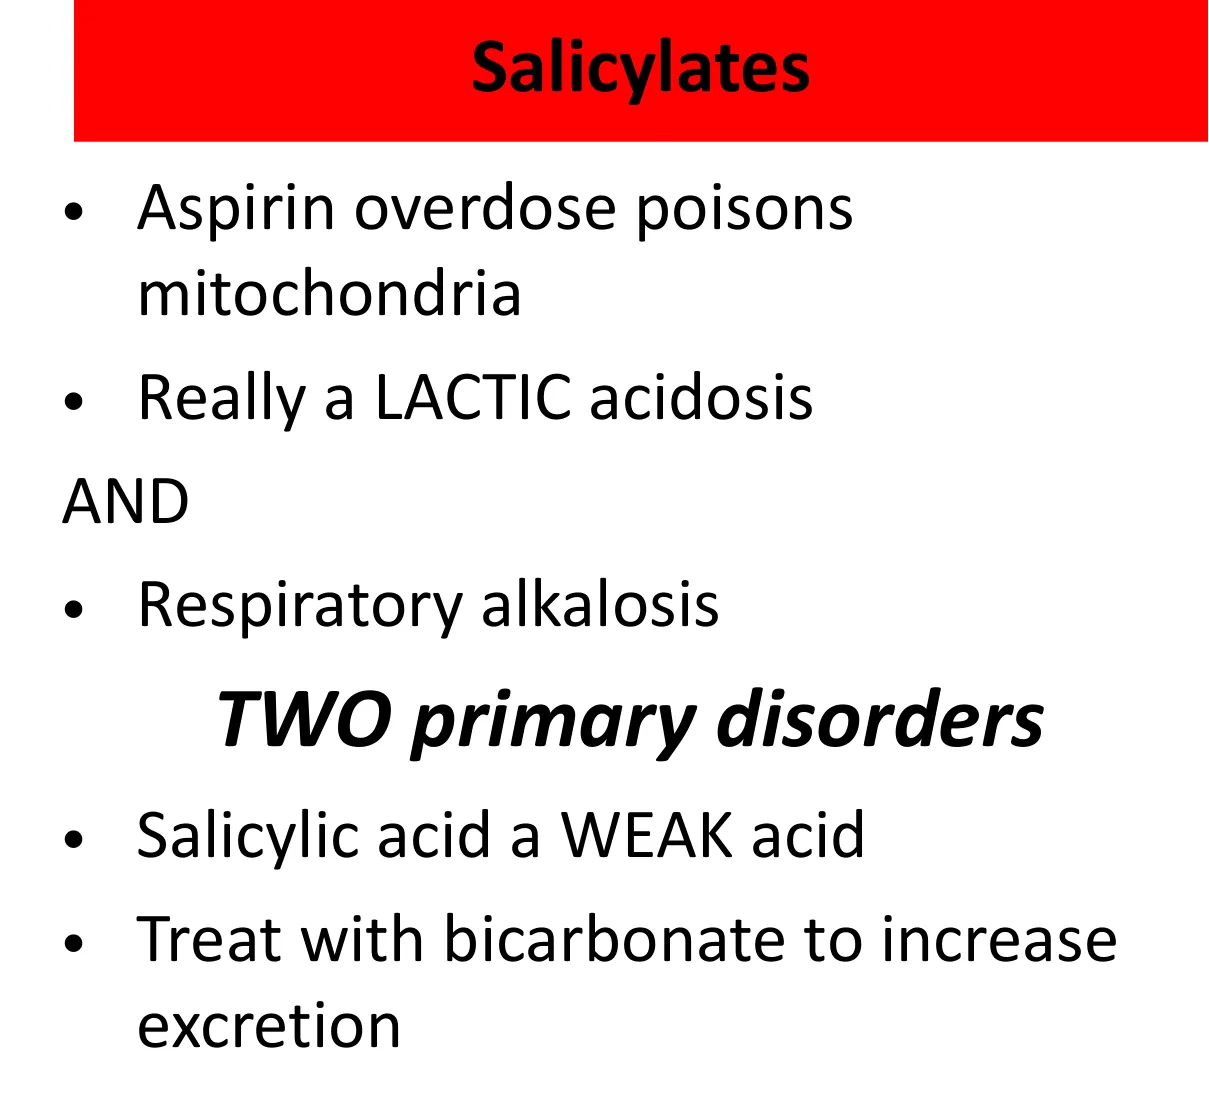 Salicylates
• Aspirin overdose poisons
mitochondria
• Really a LACTIC acidosis
AND
• Respiratory alkalosis
TWO primary disorders
• Salicylic acid a WEAK acid
• Treat with bicarbonate to increase
excretion